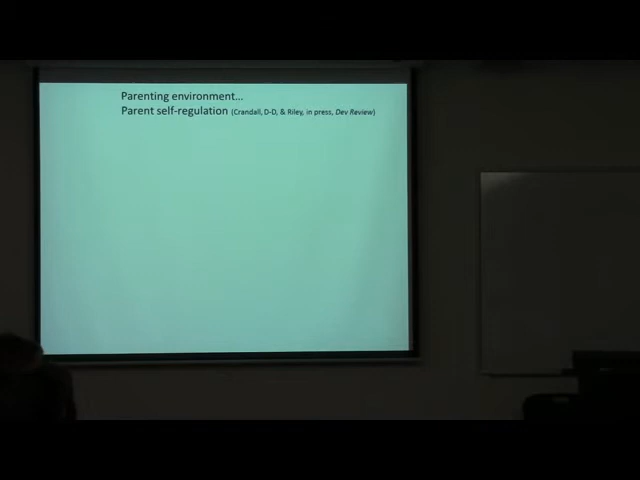 Parenting environment...
Parent self-regulation (Crandall, D-D, & Riley, in press, Dev Review)